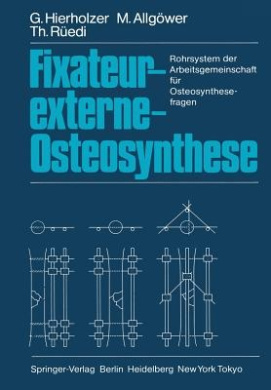 G. Hierholzer M. Allgöwer
Th. Rüedi
Fixateur-
externe-
Osteosynthese
Rohrsystem der
Arbeitsgemeinschaft
für
Osteosynthese-
fragen
Springer-Verlag Berlin Heidelberg New York Tokyo